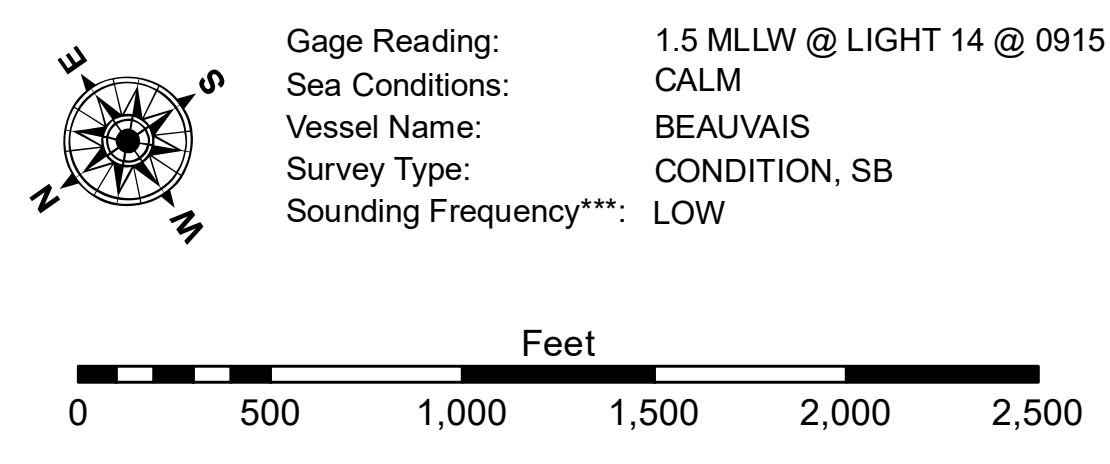 E
S
N
W
Gage Reading: 1.5 MLLW @ LIGHT 14 @ 0915
Sea Conditions: CALM
Vessel Name: BEAUVAIS
Survey Type: CONDITION, SB
Sounding Frequency***: LOW
Feet
0 500 1,000 1,500 2,000 2,500